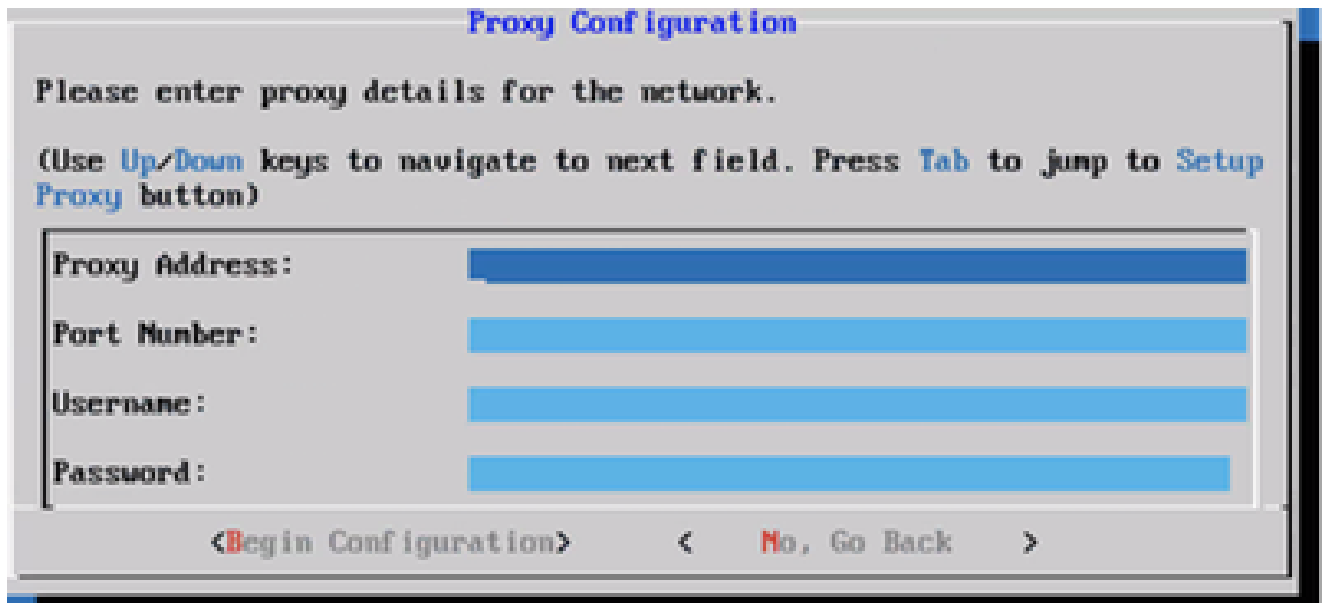 Proxy Configuration
Please enter proxy details for the network.
(Use Up/Down keys to navigate to next field. Press Tab to jump to Setup
Proxy button)
Proxy Address:
Port Number:
Username:
Password:
<Begin Configuration> < No, Go Back >